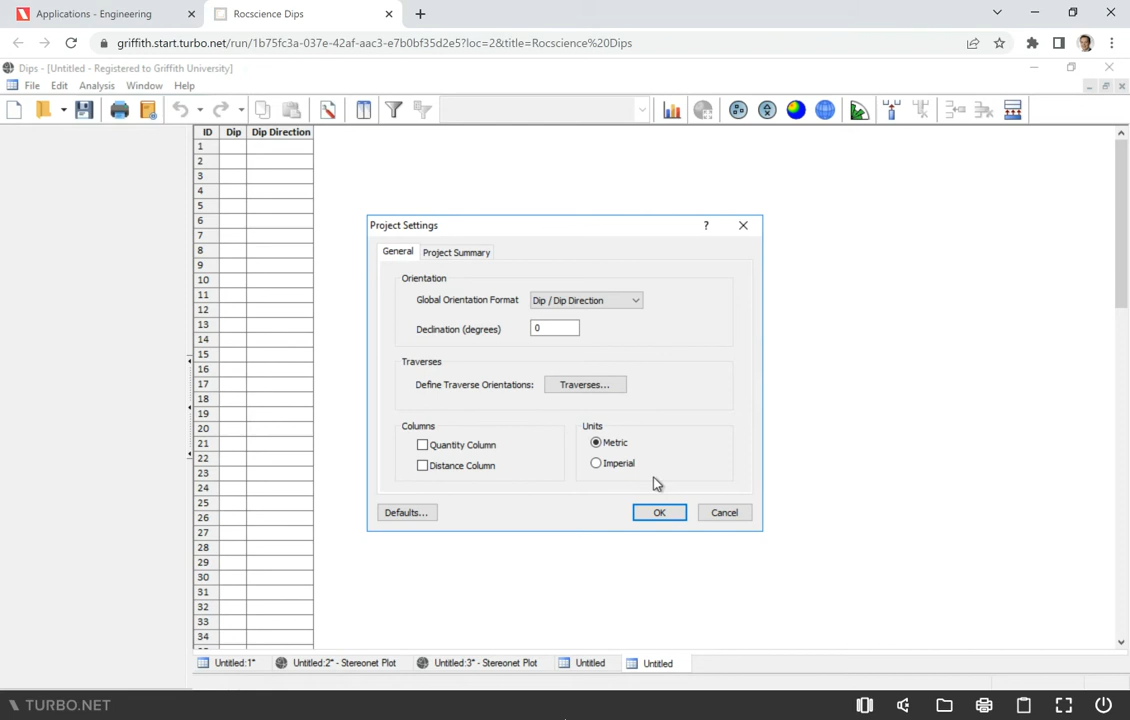 Applications - Engineering
Rocscience Dips
griffith.start.turbo.net/run/1b75fc3a-037e-42af-aac3-e7b0bf35d2e5?loc=2&title=Rocscience%20Dips
Dips - [Untitled - Registered to Griffith University]
File Edit Analysis Window Help
ID Dip Dip Direction
1
2
3
4
5
6
7
8
9
10
11
12
13
14
15
16
17
18
19
20
21
22
23
24
25
26
27
28
29
30
31
32
33
34
Project Settings ?
General Project Summary
Orientation
Global Orientation Format Dip / Dip Direction
Declination (degrees) 0
Traverses
Define Traverse Orientations: Traverses...
Columns
Quantity Column
Distance Column
Units
Metric
Imperial
Defaults... OK Cancel
Untitled:1* Untitled:2* - Stereonet Plot Untitled:3* - Stereonet Plot Untitled Untitled
TURBO.NET